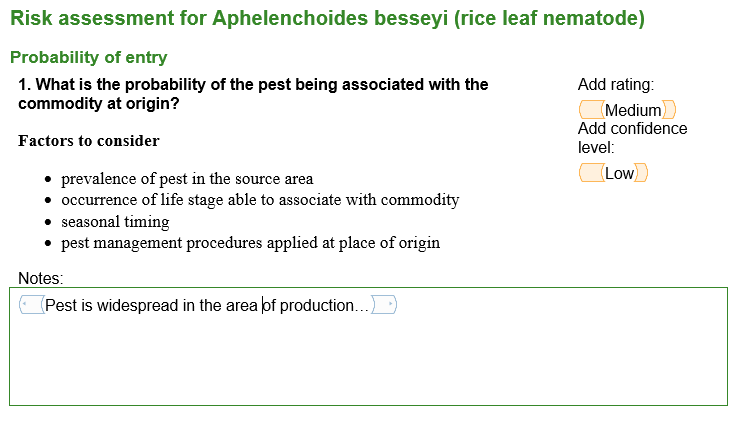 Risk assessment for Aphelenchoides besseyi (rice leaf nematode)
Probability of entry
1. What is the probability of the pest being associated with the
commodity at origin?
Add rating:
Medium
Add confidence
level:
Low
Factors to consider
• prevalence of pest in the source area
• occurrence of life stage able to associate with commodity
• seasonal timing
• pest management procedures applied at place of origin
Notes:
Pest is widespread in the area of production...